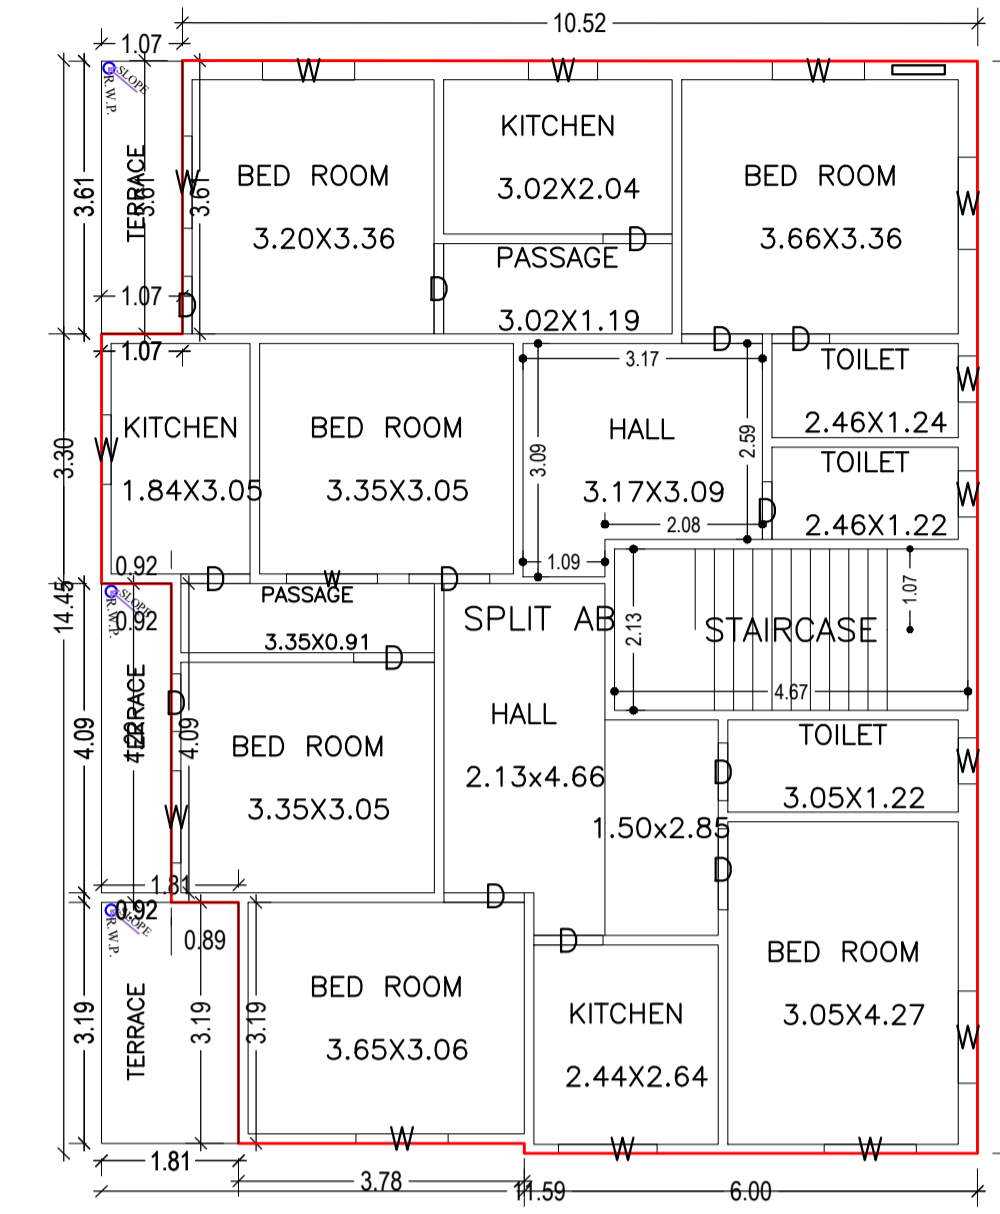 10.52
1.07
SLOPE
R.W.P.
W
W
W
KITCHEN
3.02X2.04
BED ROOM
3.20X3.36
BED ROOM
3.66X3.36
TERRACE
3.61
3.61
3.61
W
W
D
D
PASSAGE
3.02X1.19
1.07
D
1.07
D
D
3.17
TOILET
2.46X1.24
W
KITCHEN
1.84X3.05
W
BED ROOM
3.35X3.05
HALL
3.17X3.09
3.09
2.59
TOILET
2.46X1.22
W
D
2.08
1.09
3.30
14.45
0.92
D
W
D
PASSAGE
3.35X0.91
SLOPE
R.W.P.
0.92
SPLIT AB
2.13
STAIRCASE
1.07
4.67
D
TERRACE
4.09
4.22
4.09
D
W
BED ROOM
3.35X3.05
HALL
2.13x4.66
1.50x2.85
TOILET
3.05X1.22
W
D
D
1.81
D
0.92
SLOPE
R.W.P.
0.89
D
BED ROOM
3.05X4.27
W
TERRACE
3.19
3.19
3.19
BED ROOM
3.65X3.06
KITCHEN
2.44X2.64
W
W
W
1.81
3.78
11.59
6.00